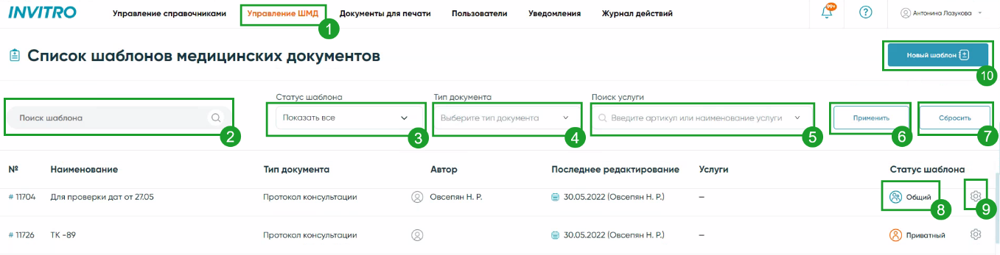 INVITRO Управление справочниками Управление ШМД Документы для печати Пользователи Уведомления Журнал действий 99+ ? Антонина Лазукова
1
Список шаблонов медицинских документов Новый шаблон
10
Статус шаблона Тип документа Поиск услуги
Поиск шаблона Показать все Выберите тип документа Введите артикул или наименование услуги Применить Сбросить
2 3 4 5 6 7
№ Наименование Тип документа Автор Последнее редактирование Услуги Статус шаблона
# 11704 Для проверки дат от 27.05 Протокол консультации Овсепян Н. Р. 30.05.2022 (Овсепян Н. Р.) – Общий
8 9
# 11726 ТК -89 Протокол консультации 30.05.2022 (Овсепян Н. Р.) – Приватный